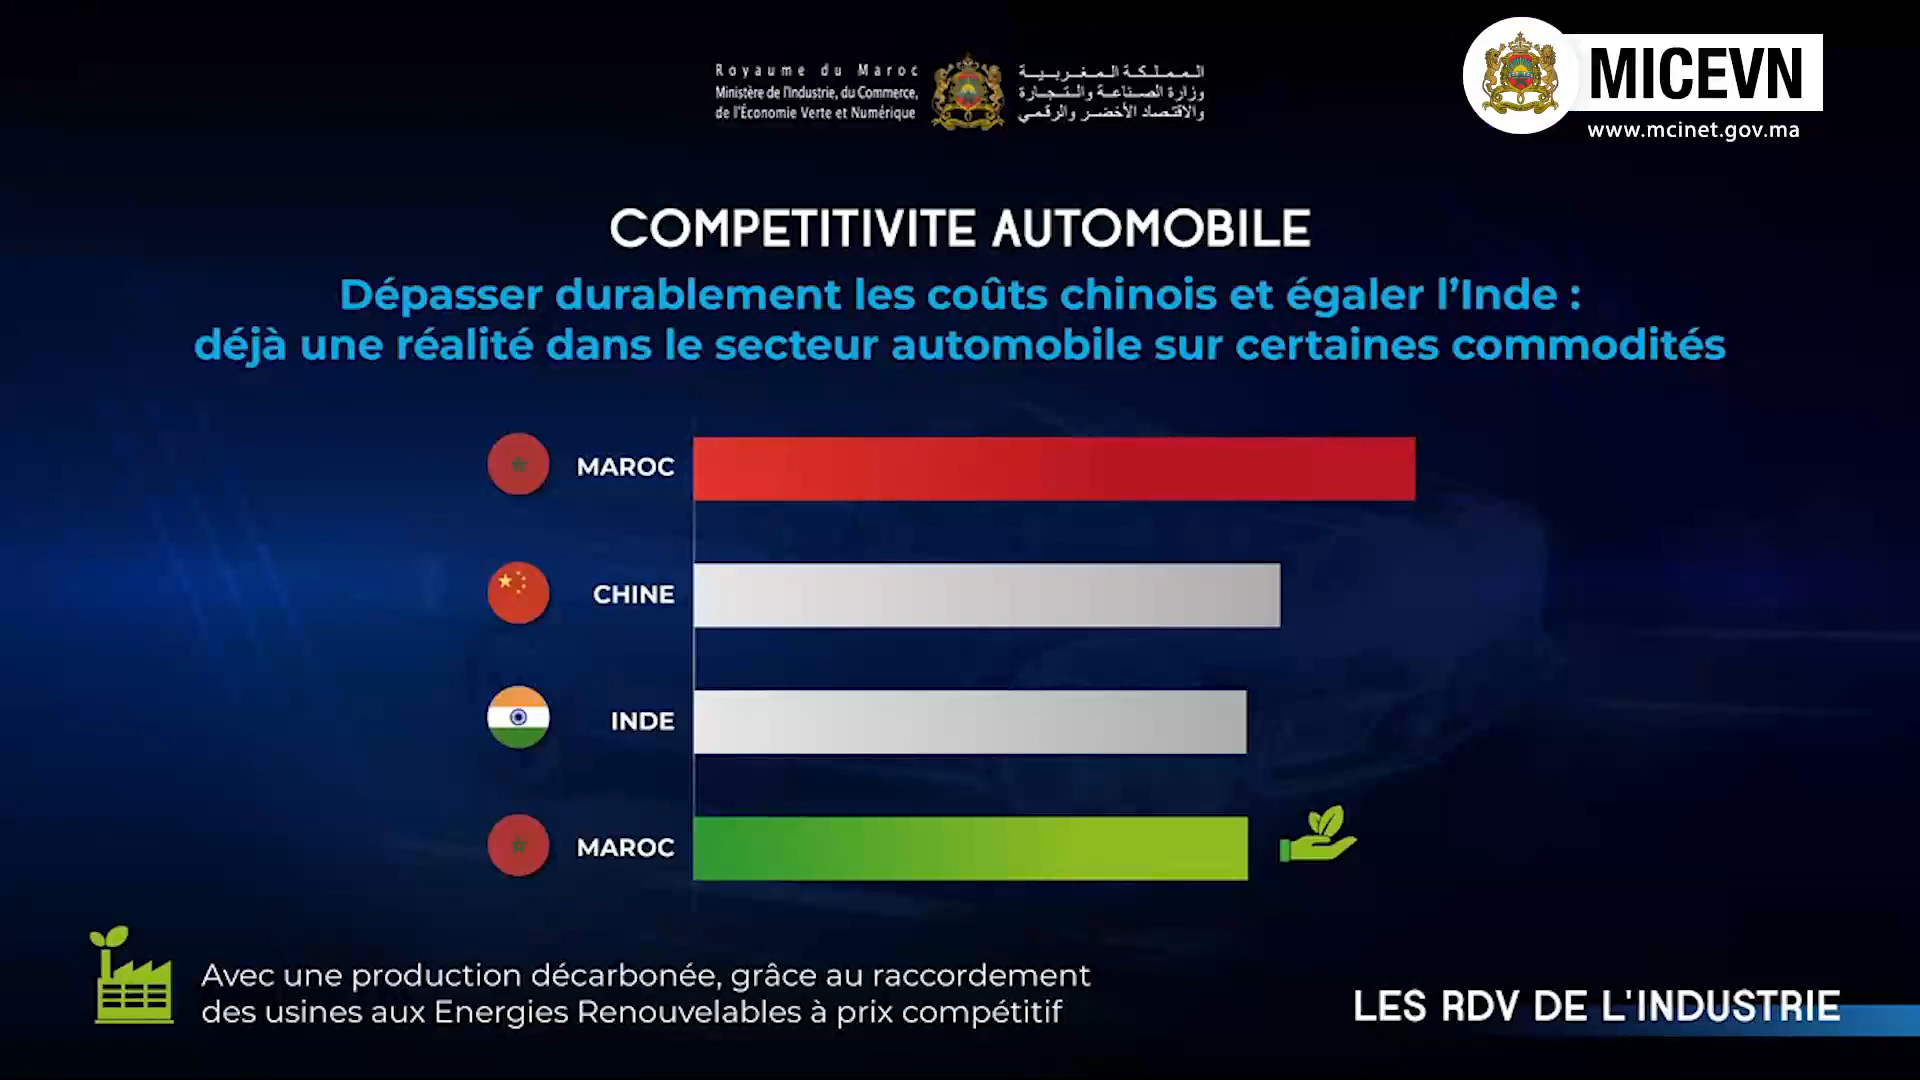 Royaume du Maroc
Ministère de l'Industrie, du Commerce,
de l'Économie Verte et Numérique
المملكة المغربية
وزارة الصناعة والتجارة
والاقتصاد الأخضر والرقمي
MICEVN
www.mcinet.gov.ma
COMPETITIVITE AUTOMOBILE
Dépasser durablement les coûts chinois et égaler l’Inde :
déjà une réalité dans le secteur automobile sur certaines commodités
MAROC
CHINE
INDE
MAROC
Avec une production décarbonée, grâce au raccordement
des usines aux Energies Renouvelables à prix compétitif
LES RDV DE L'INDUSTRIE